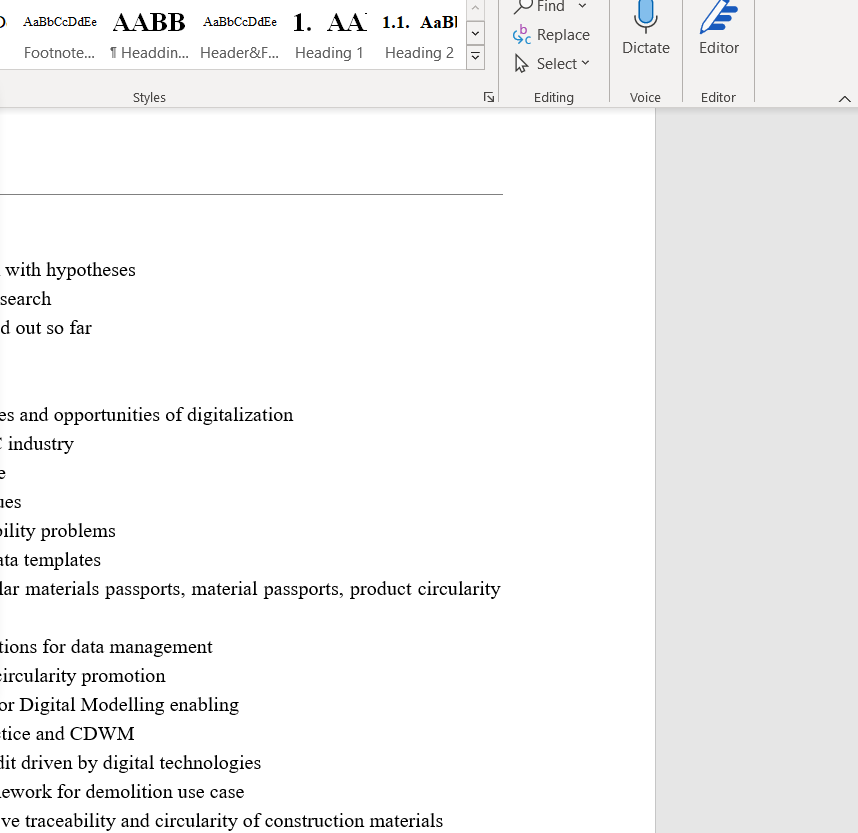 AaBbCcDdEe AABB AaBbCcDdEe 1. AA 1.1. AaB
Footnote... ¶ Headdin... Header&F... Heading 1 Heading 2
Styles
Find
Replace
Select
Editing
Dictate
Voice
Editor
Editor
with hypotheses
search
d out so far
es and opportunities of digitalization
industry
e
ues
bility problems
ata templates
lar materials passports, material passports, product circularity
tions for data management
circularity promotion
or Digital Modelling enabling
ctice and CDWM
dit driven by digital technologies
ework for demolition use case
ve traceability and circularity of construction materials